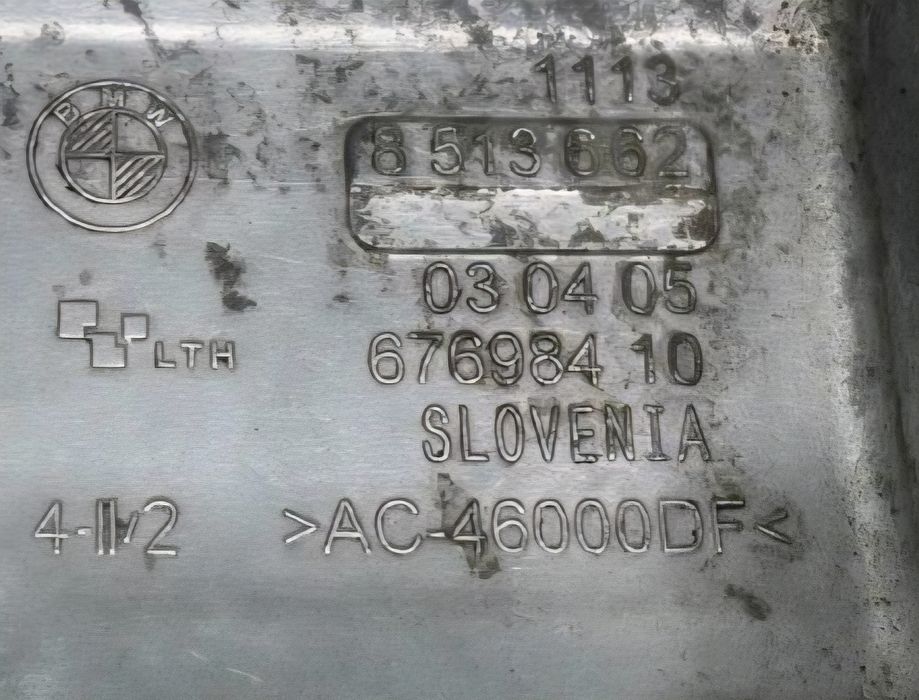 1113
BMW
8 513 662
03 04 05
LTH
676984 10
SLOVENIA
4-II/2
>AC-46000DF<